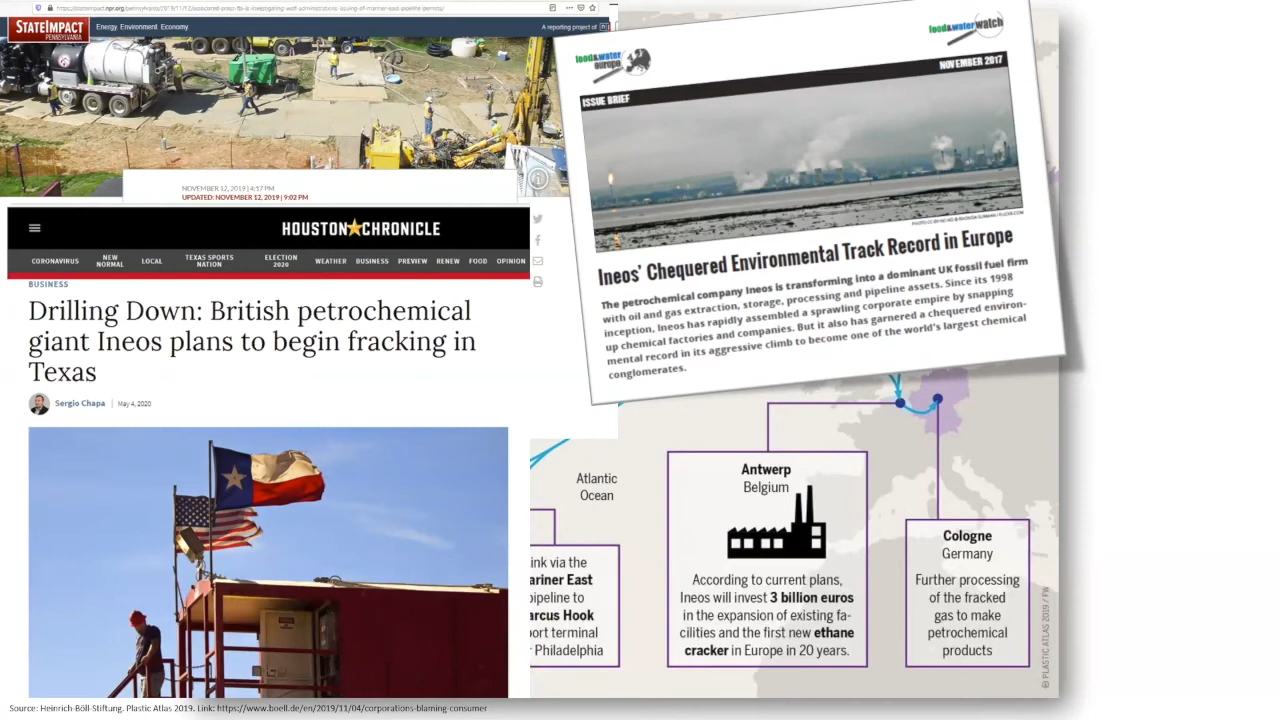 https://stateimpact.npr.org/pennsylvania/2019/11/12/
STATEIMPACT
PENNSYLVANIA
Energy Environment Economy
A reporting project of
NOVEMBER 12, 2019 | 4:57 PM
UPDATED: NOVEMBER 12, 2019 | 9:02 PM
HOUSTON CHRONICLE
CORONAVIRUS
NEW NORMAL
LOCAL
TEXAS SPORTS NATION
ELECTION 2020
WEATHER
BUSINESS
PREVIEW
RENEW
FOOD
OPINION
BUSINESS
Drilling Down: British petrochemical
giant Ineos plans to begin fracking in
Texas
Sergio Chapa | May 4, 2020
food&water
europe
food&waterwatch
ISSUE BRIEF
NOVEMBER 2017
Ineos' Chequered Environmental Track Record in Europe
The petrochemical company Ineos is transforming into a dominant UK fossil fuel firm
with oil and gas extraction, storage, processing and pipeline assets. Since its 1998
inception, Ineos has rapidly assembled a sprawling corporate empire by snapping
up chemical factories and companies. But it also has garnered a chequered environ-
mental record in its aggressive climb to become one of the world's largest chemical
conglomerates.
Atlantic
Ocean
ink via the
ariner East
pipeline to
arcus Hook
ort terminal
Philadelphia
Antwerp
Belgium
According to current plans,
Ineos will invest 3 billion euros
in the expansion of existing fa-
cilities and the first new ethane
cracker in Europe in 20 years.
Cologne
Germany
Further processing
of the fracked
gas to make
petrochemical
products
© PLASTIC ATLAS 2019 / FW
Source: Heinrich-Böll-Stiftung. Plastic Atlas 2019. Link: https://www.boell.de/en/2019/11/04/corporations-blaming-consumer